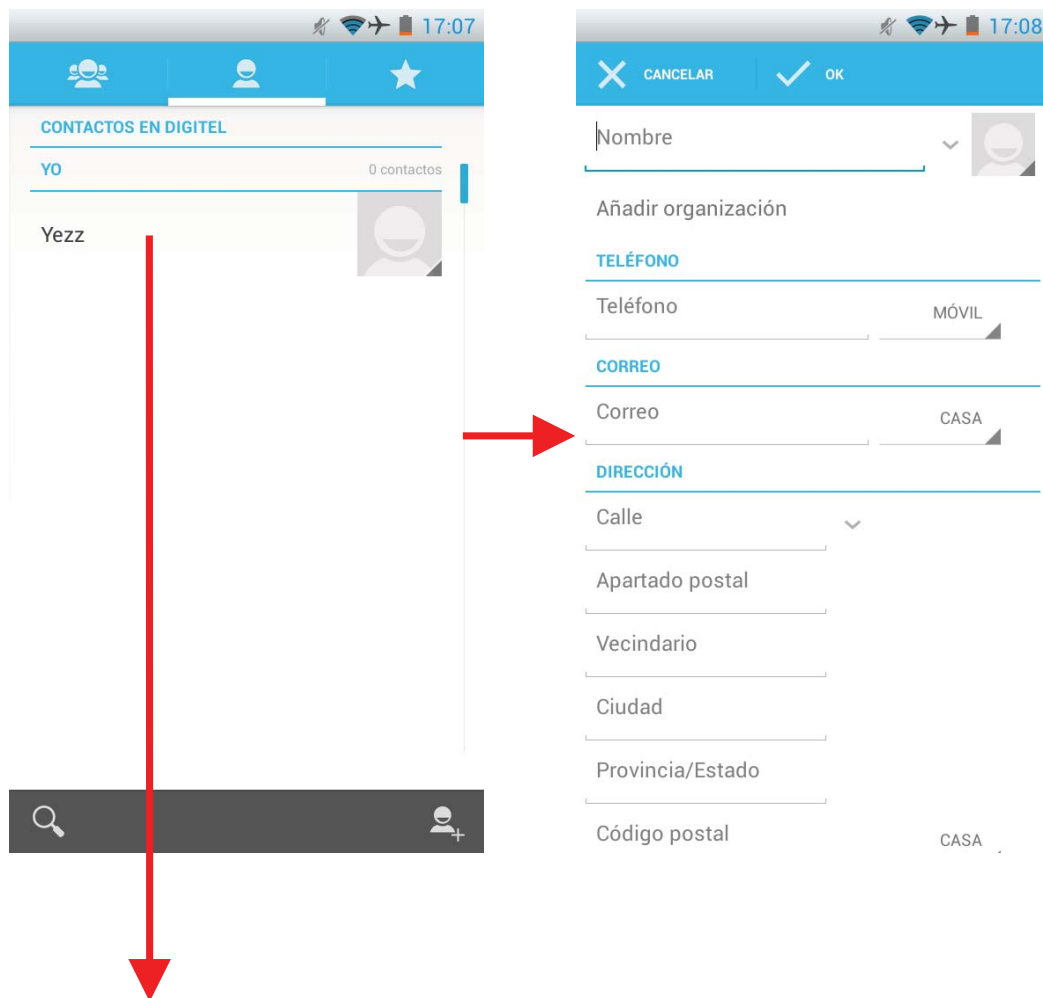 17:07
CONTACTOS EN DIGITEL
YO 0 contactos
Yezz
17:08
CANCELAR OK
Nombre
Añadir organización
TELÉFONO
Teléfono MÓVIL
CORREO
Correo CASA
DIRECCIÓN
Calle
Apartado postal
Vecindario
Ciudad
Provincia/Estado
Código postal CASA